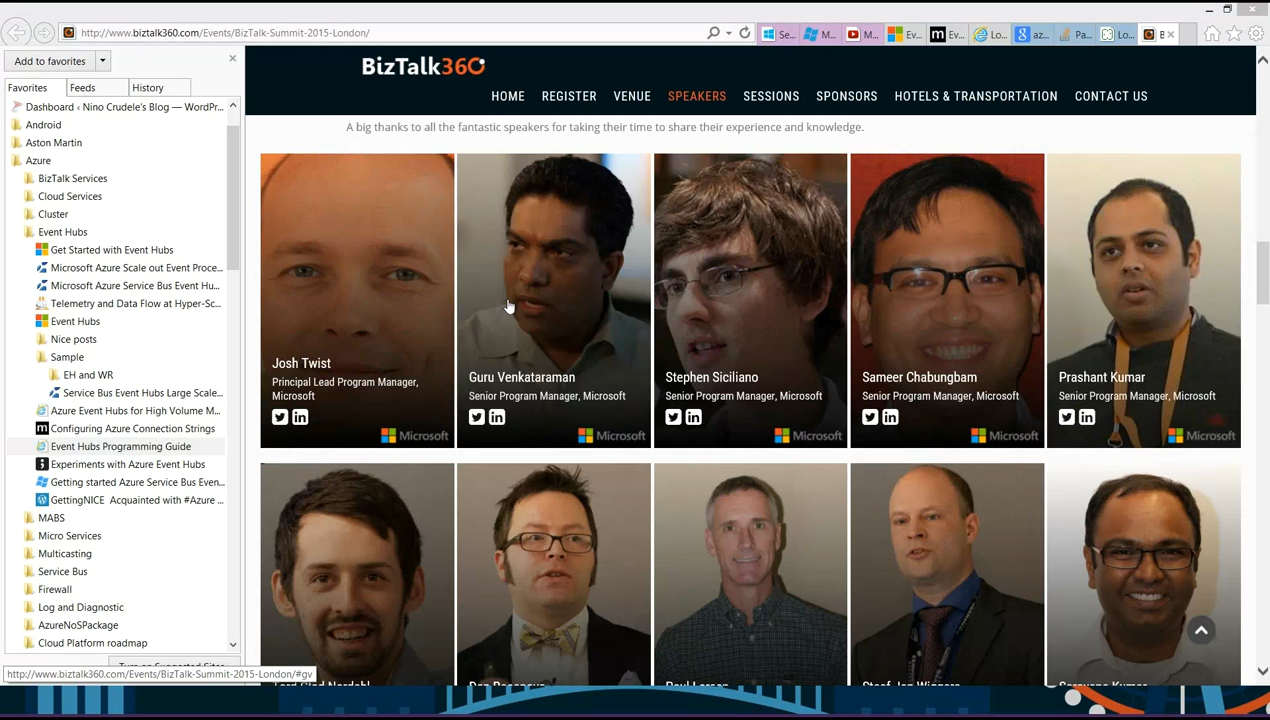 http://www.biztalk360.com/Events/BizTalk-Summit-2015-London/
Se...
M...
M...
Ev...
Ev...
Lo...
az...
Pa...
Lo...
Add to favorites
Favorites
Feeds
History
Dashboard ‹ Nino Crudele's Blog — WordPr...
Android
Aston Martin
Azure
BizTalk Services
Cloud Services
Cluster
Event Hubs
Get Started with Event Hubs
Microsoft Azure Scale out Event Proce...
Microsoft Azure Service Bus Event Hu...
Telemetry and Data Flow at Hyper-Sc...
Event Hubs
Nice posts
Sample
EH and WR
Service Bus Event Hubs Large Scale...
Azure Event Hubs for High Volume M...
Configuring Azure Connection Strings
Event Hubs Programming Guide
Experiments with Azure Event Hubs
Getting started Azure Service Bus Even...
GettingNICE Acquainted with #Azure ...
MABS
Micro Services
Multicasting
Service Bus
Firewall
Log and Diagnostic
AzureNoSPackage
Cloud Platform roadmap
http://www.biztalk360.com/Events/BizTalk-Summit-2015-London/#gv
BizTalk360
HOME REGISTER VENUE SPEAKERS SESSIONS SPONSORS HOTELS & TRANSPORTATION CONTACT US
A big thanks to all the fantastic speakers for taking their time to share their experience and knowledge.
Josh Twist
Principal Lead Program Manager,
Microsoft
Microsoft
Guru Venkataraman
Senior Program Manager, Microsoft
Microsoft
Stephen Siciliano
Senior Program Manager, Microsoft
Microsoft
Sameer Chabungbam
Senior Program Manager, Microsoft
Microsoft
Prashant Kumar
Senior Program Manager, Microsoft
Microsoft